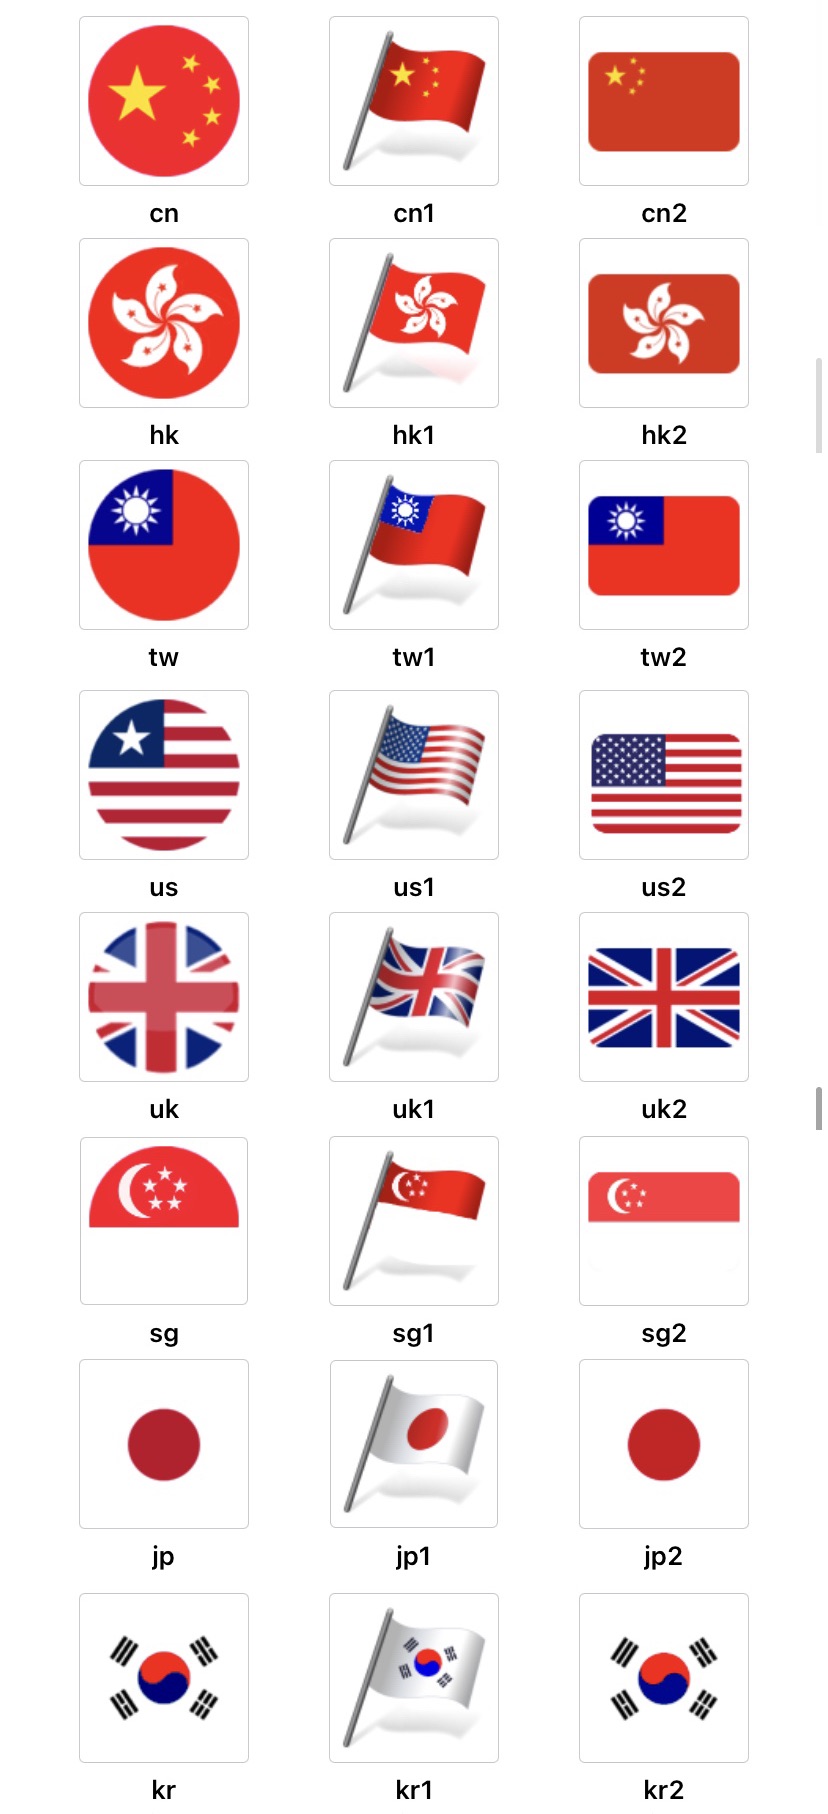 cn cn1 cn2
hk hk1 hk2
tw tw1 tw2
us us1 us2
uk uk1 uk2
sg sg1 sg2
jp jp1 jp2
kr kr1 kr2